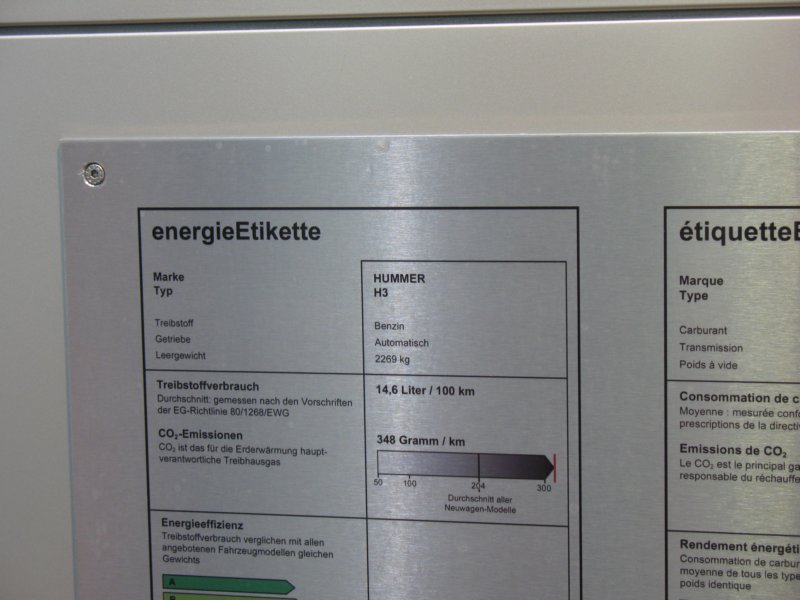 energieEtikette
Marke HUMMER
Typ H3
Treibstoff Benzin
Getriebe Automatisch
Leergewicht 2269 kg
Treibstoffverbrauch 14,6 Liter / 100 km
Durchschnitt: gemessen nach den Vorschriften
der EG-Richtlinie 80/1268/EWG
CO₂-Emissionen 348 Gramm / km
CO₂ ist das für die Erderwärmung haupt-
verantwortliche Treibhausgas
50 100 204 300
Durchschnitt aller
Neuwagen-Modelle
Energieeffizienz
Treibstoffverbrauch verglichen mit allen
angebotenen Fahrzeugmodellen gleichen
Gewichts
A
B
étiquetteE
Marque
Type
Carburant
Transmission
Poids à vide
Consommation de c
Moyenne : mesurée confo
prescriptions de la directiv
Emissions de CO₂
Le CO₂ est le principal ga
responsable du réchauffe
Rendement énergéti
Consommation de carbur
moyenne de tous les type
poids identique